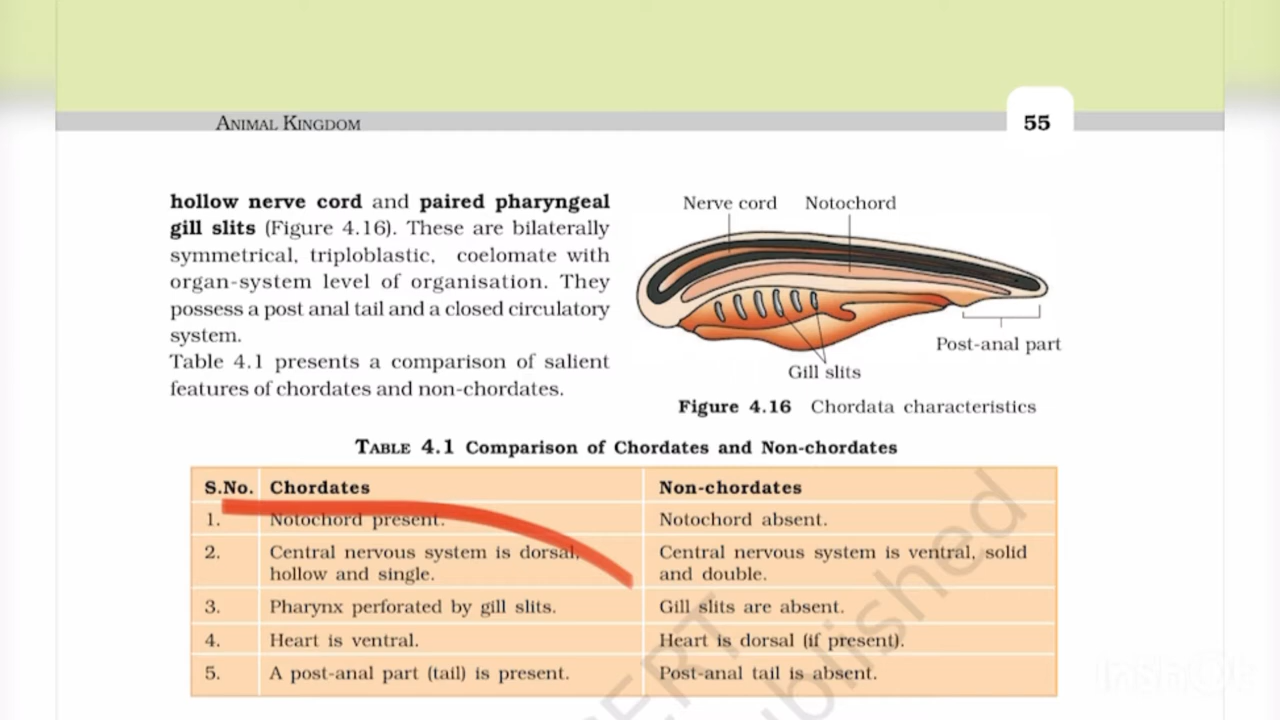 ANIMAL KINGDOM
55
hollow nerve cord and paired pharyngeal
gill slits (Figure 4.16). These are bilaterally
symmetrical, triploblastic, coelomate with
organ-system level of organisation. They
possess a post anal tail and a closed circulatory
system.
Table 4.1 presents a comparison of salient
features of chordates and non-chordates.
Nerve cord Notochord
Post-anal part
Gill slits
Figure 4.16 Chordata characteristics
TABLE 4.1 Comparison of Chordates and Non-chordates
S.No. Chordates Non-chordates
1. Notochord present. Notochord absent.
2. Central nervous system is dorsal, Central nervous system is ventral, solid
hollow and single. and double.
3. Pharynx perforated by gill slits. Gill slits are absent.
4. Heart is ventral. Heart is dorsal (if present).
5. A post-anal part (tail) is present. Post-anal tail is absent.